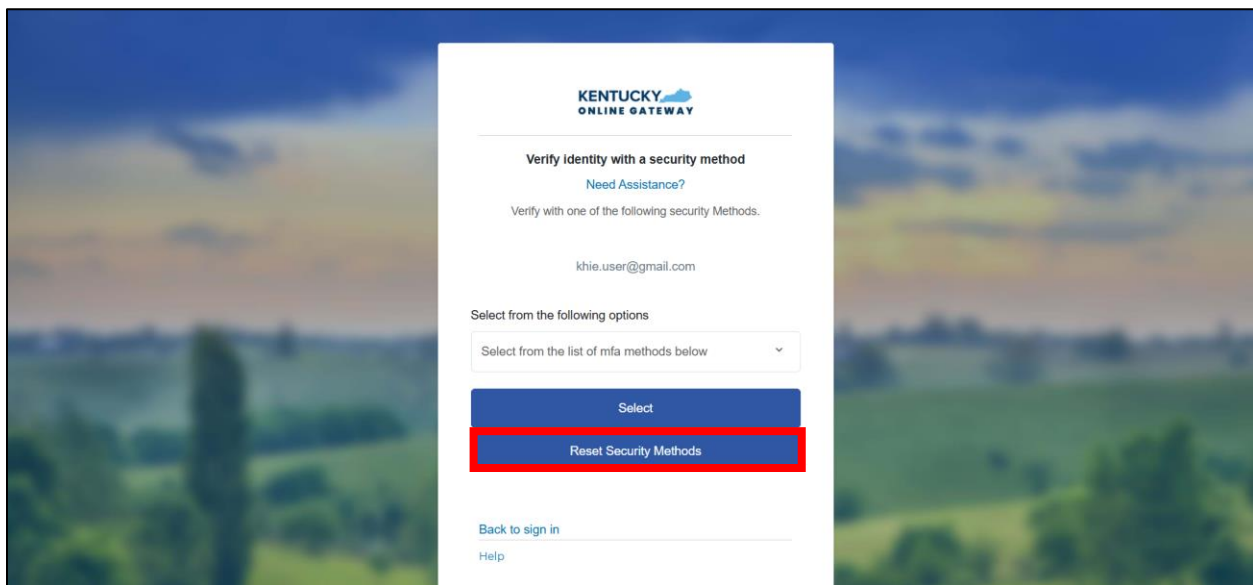 KENTUCKY
ONLINE GATEWAY
Verify identity with a security method
Need Assistance?
Verify with one of the following security Methods.
khie.user@gmail.com
Select from the following options
Select from the list of mfa methods below
Select
Reset Security Methods
Back to sign in
Help